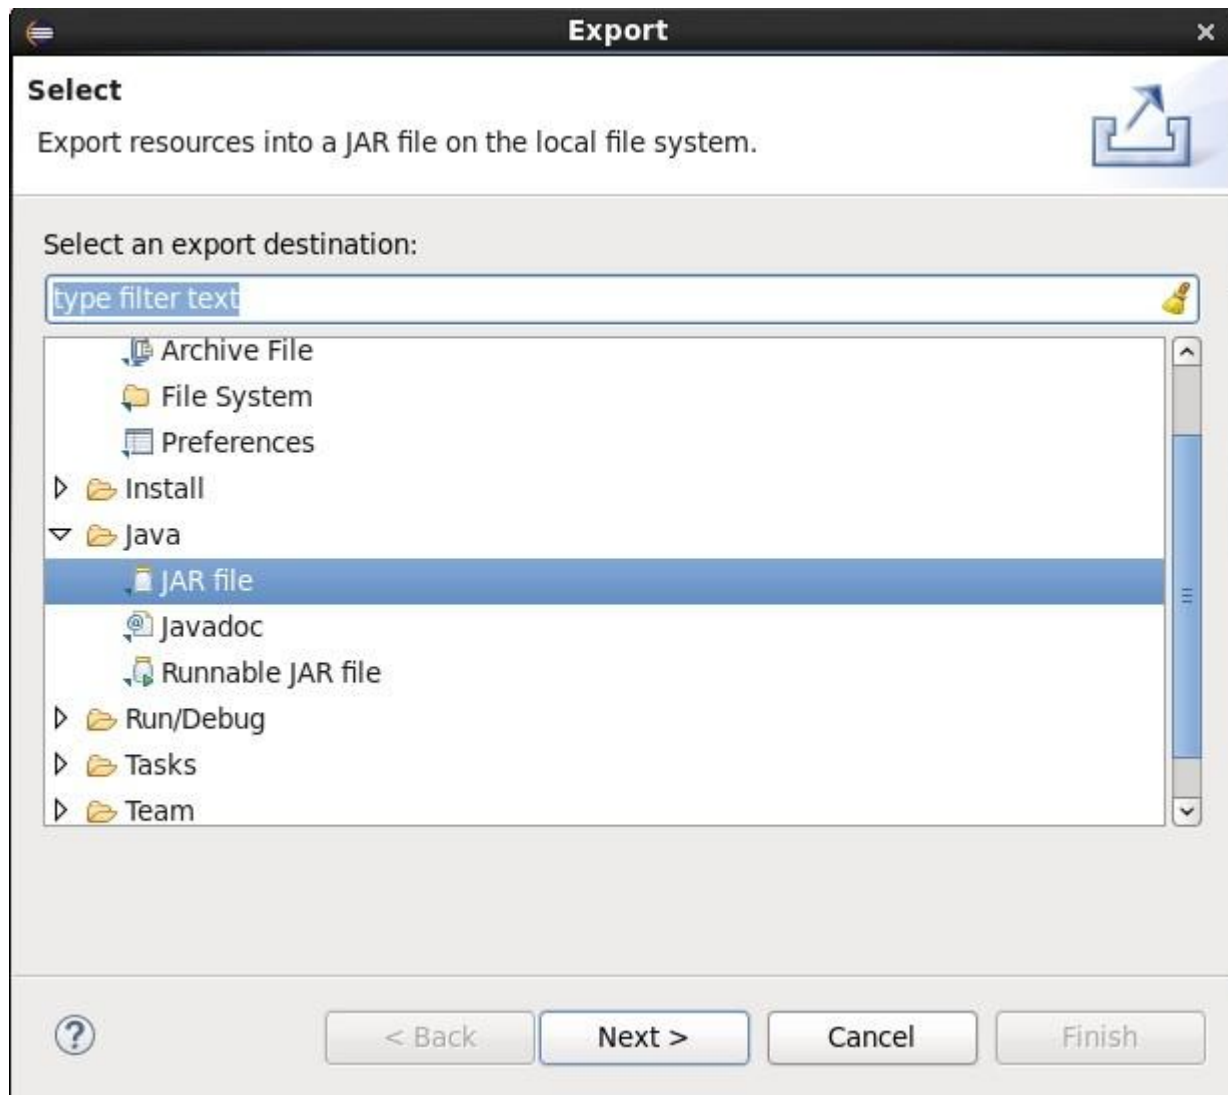 Export
Select
Export resources into a JAR file on the local file system.
Select an export destination:
type filter text
Archive File
File System
Preferences
Install
Java
JAR file
Javadoc
Runnable JAR file
Run/Debug
Tasks
Team
< Back
Next >
Cancel
Finish